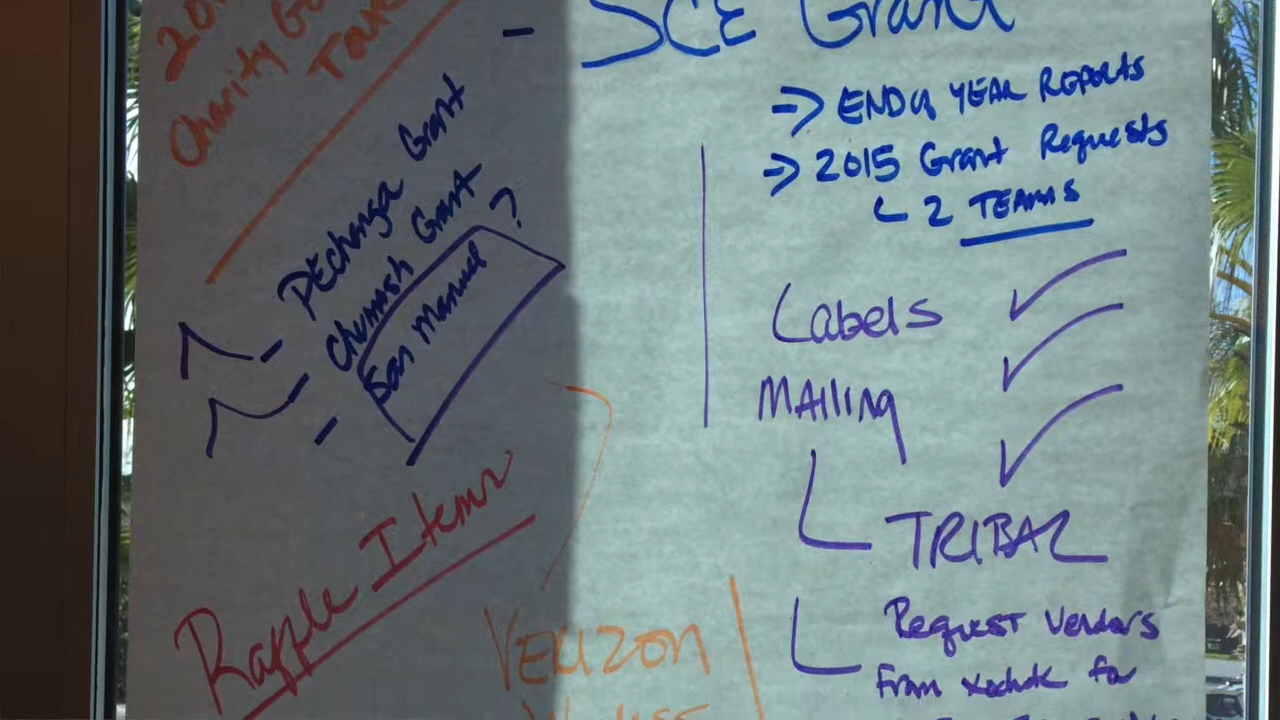 Charity
- SCE Grant
⇒ END of YEAR REPORTS
⇒ 2015 Grant Requests
2 TEAMS
- PEchanga Grant
- Chumash Grant
- San Manuel ?
Labels
MAIling
TRIBAL
Request Vendors
From for
Raffle Items
VERIZON